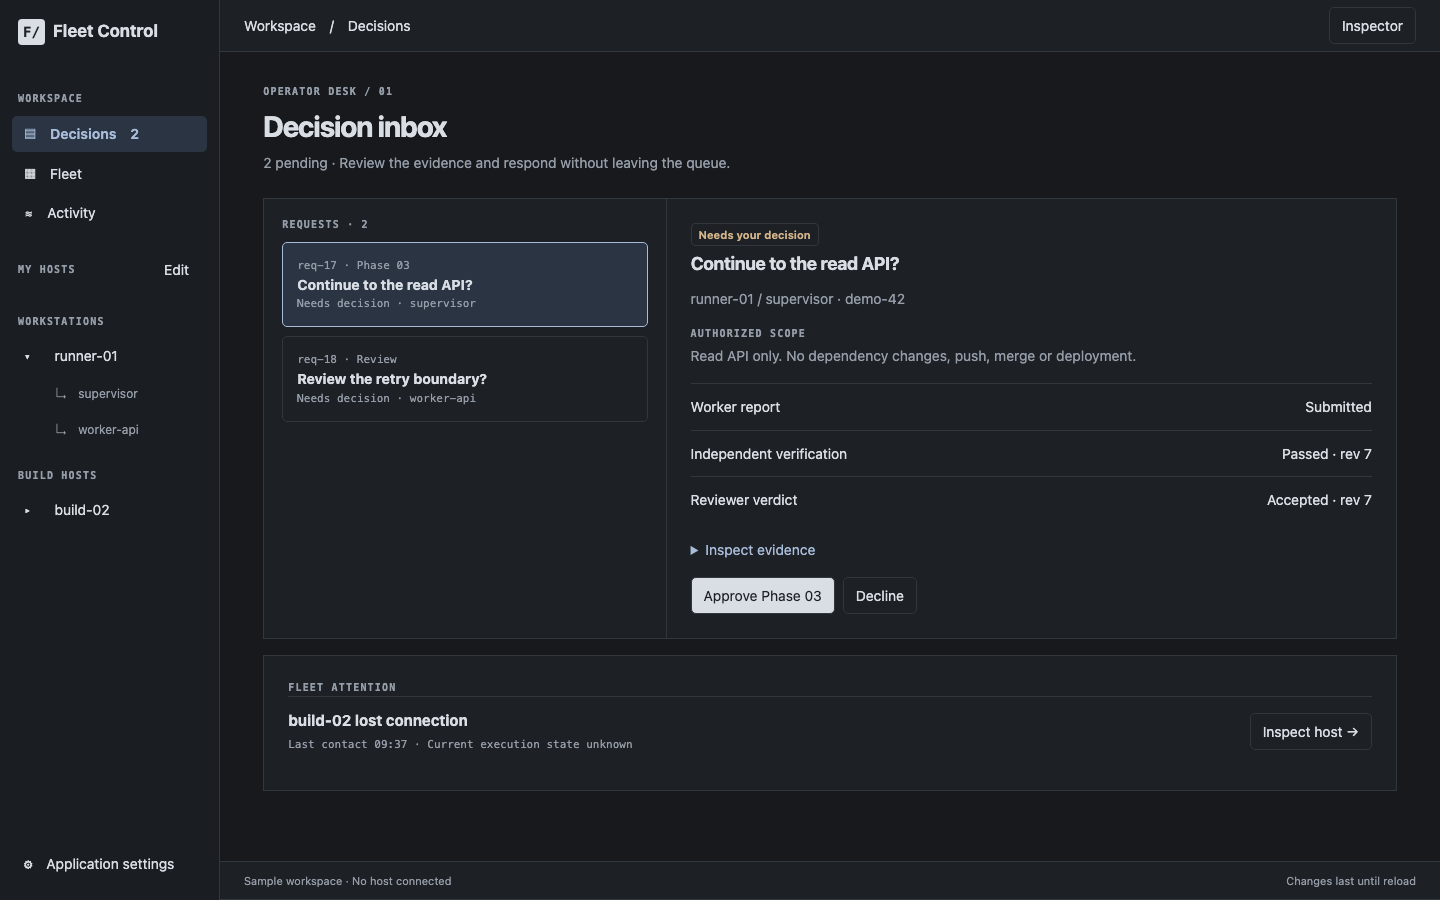 F/ Fleet Control
WORKSPACE
Decisions 2
Fleet
Activity
MY HOSTS Edit
WORKSTATIONS
runner-01
supervisor
worker-api
BUILD HOSTS
build-02
Application settings
Workspace / Decisions
Inspector
OPERATOR DESK / 01
Decision inbox
2 pending · Review the evidence and respond without leaving the queue.
REQUESTS · 2
req-17 · Phase 03
Continue to the read API?
Needs decision · supervisor
req-18 · Review
Review the retry boundary?
Needs decision · worker-api
Needs your decision
Continue to the read API?
runner-01 / supervisor · demo-42
AUTHORIZED SCOPE
Read API only. No dependency changes, push, merge or deployment.
Worker report Submitted
Independent verification Passed · rev 7
Reviewer verdict Accepted · rev 7
Inspect evidence
Approve Phase 03 Decline
FLEET ATTENTION
build-02 lost connection
Last contact 09:37 · Current execution state unknown
Inspect host →
Sample workspace · No host connected
Changes last until reload